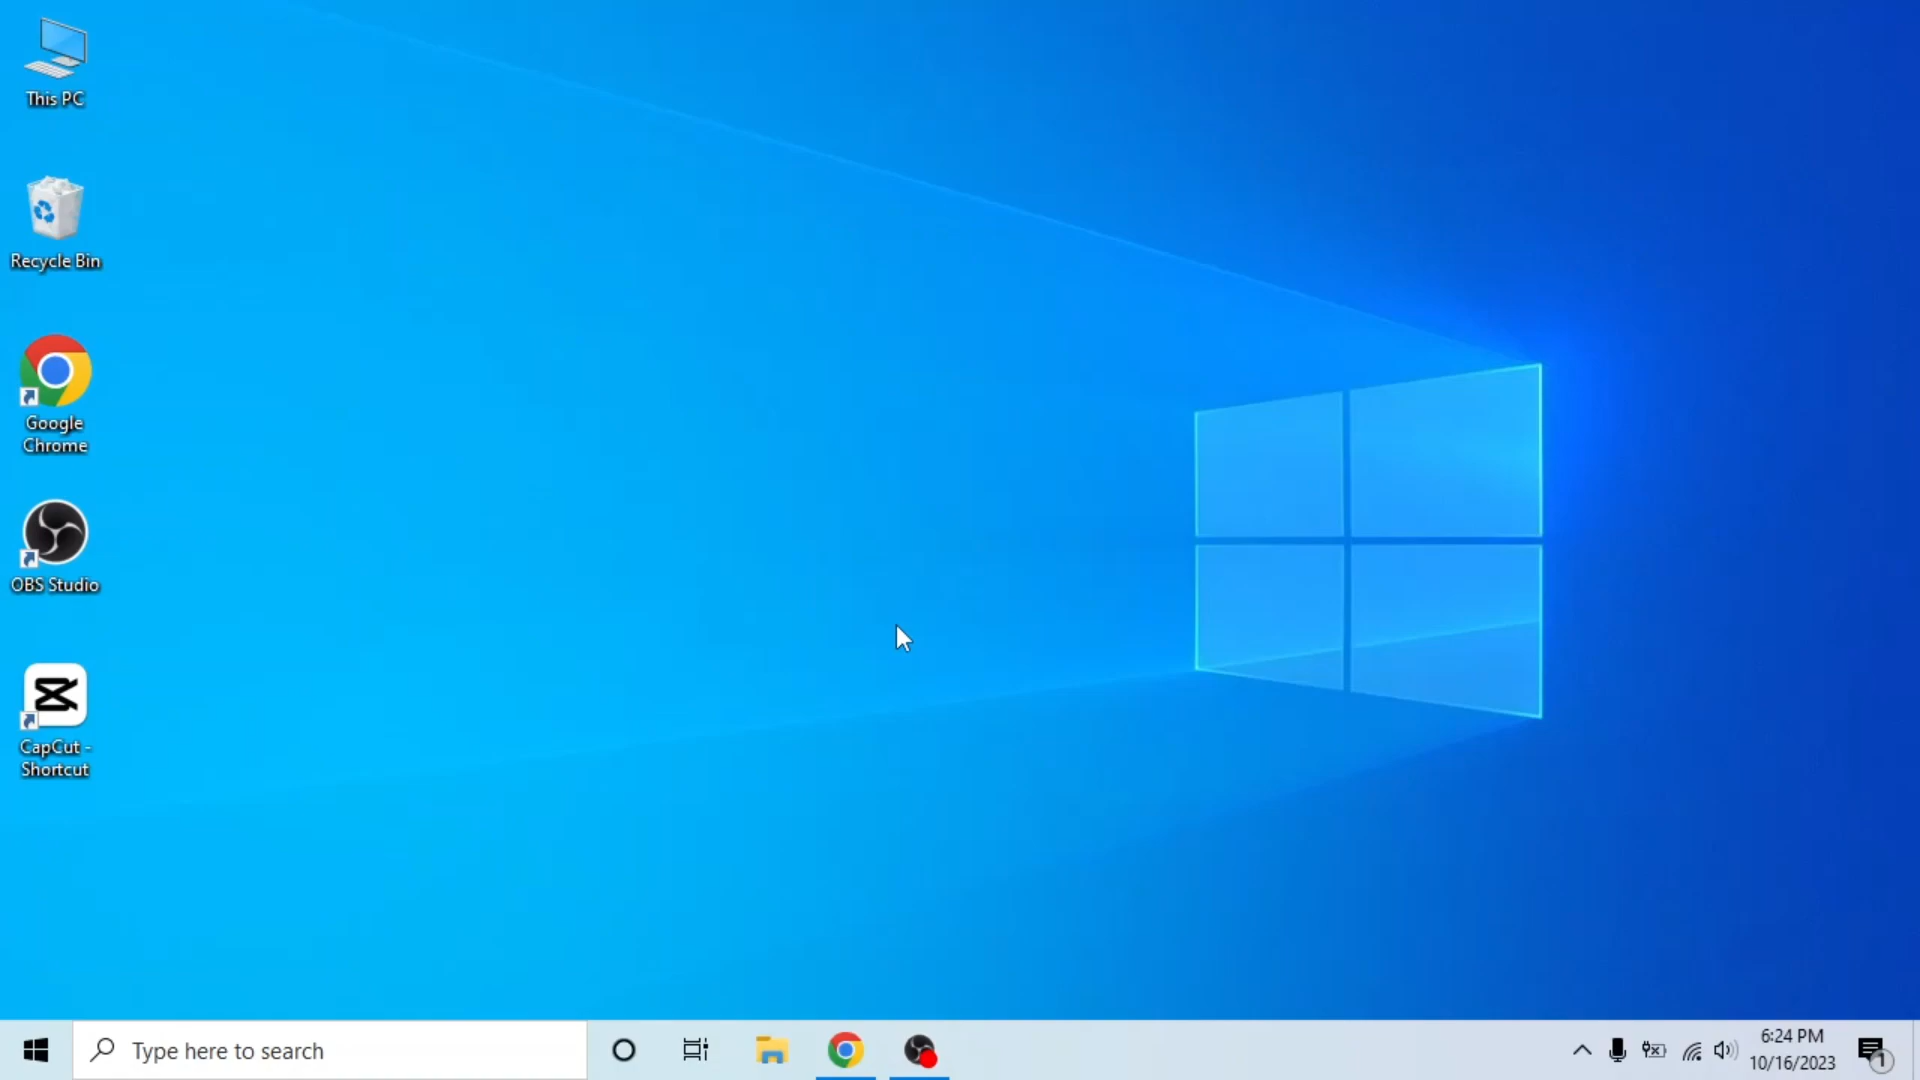 This PC
Recycle Bin
Google
Chrome
OBS Studio
CapCut -
Shortcut
Type here to search
6:24 PM
10/16/2023
1